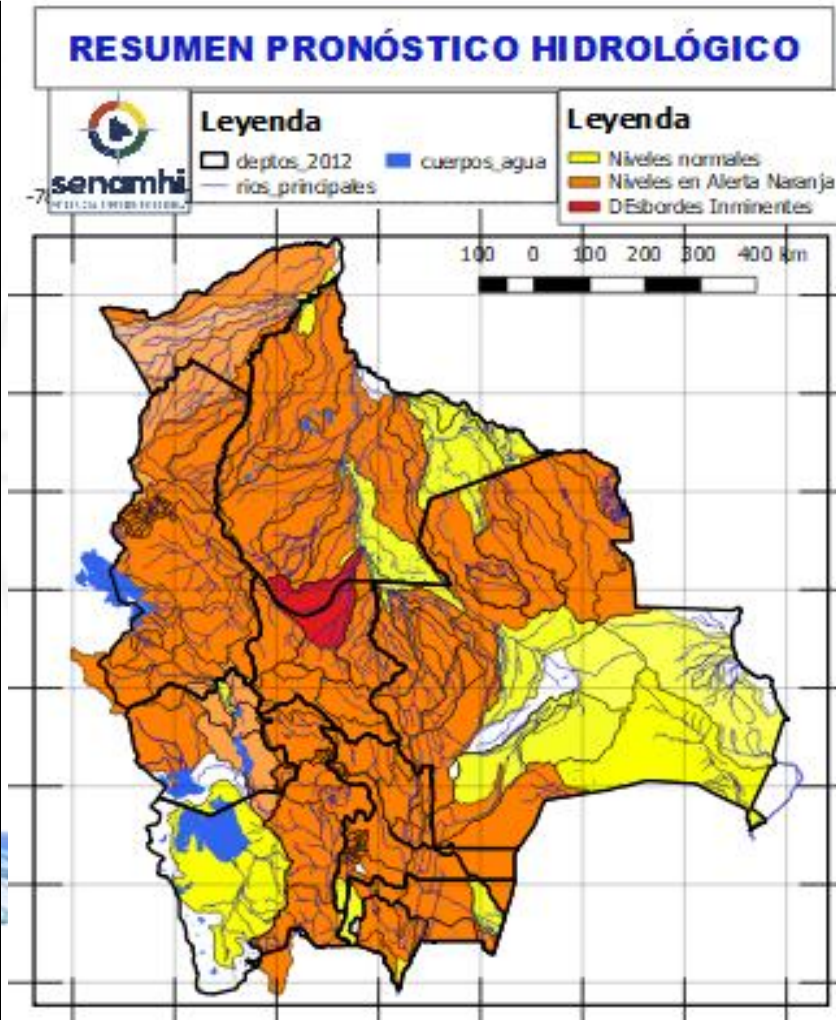 RESUMEN PRONÓSTICO HIDROLÓGICO
senamhi
Leyenda
deptos_2012
cuerpos_agua
rios_principales
Leyenda
Niveles normales
Niveles en Alerta Naranja
DEsbordes Inminentes
100 0 100 200 300 400 km